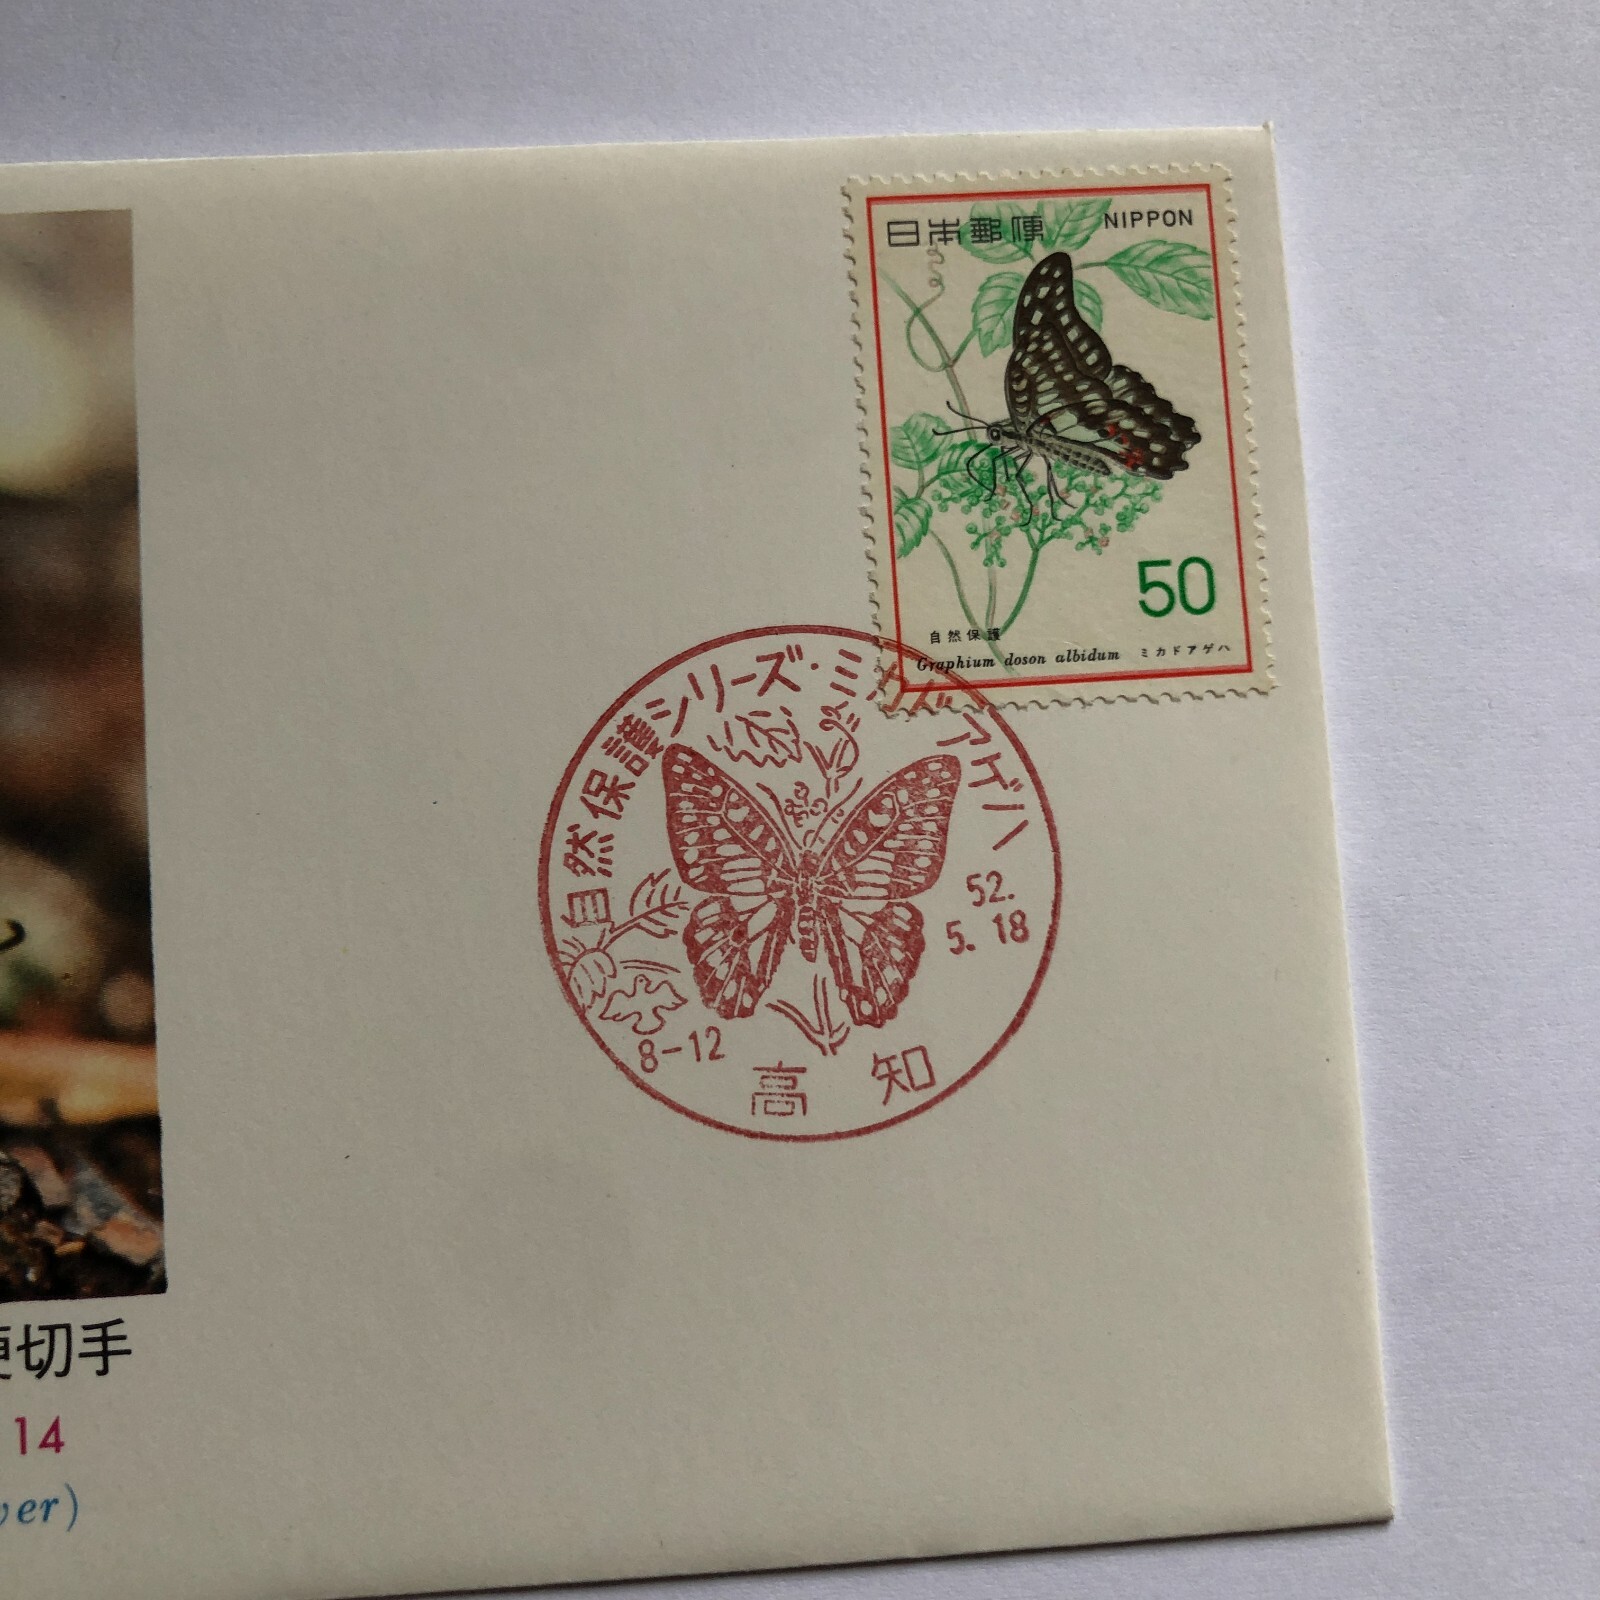 日本郵便 NIPPON
50
自然保護
Graphium doson albidum ミカドアゲハ
自然保護シリーズ・ミカドアゲハ
52.
5. 18
8-12
高知
切手
14